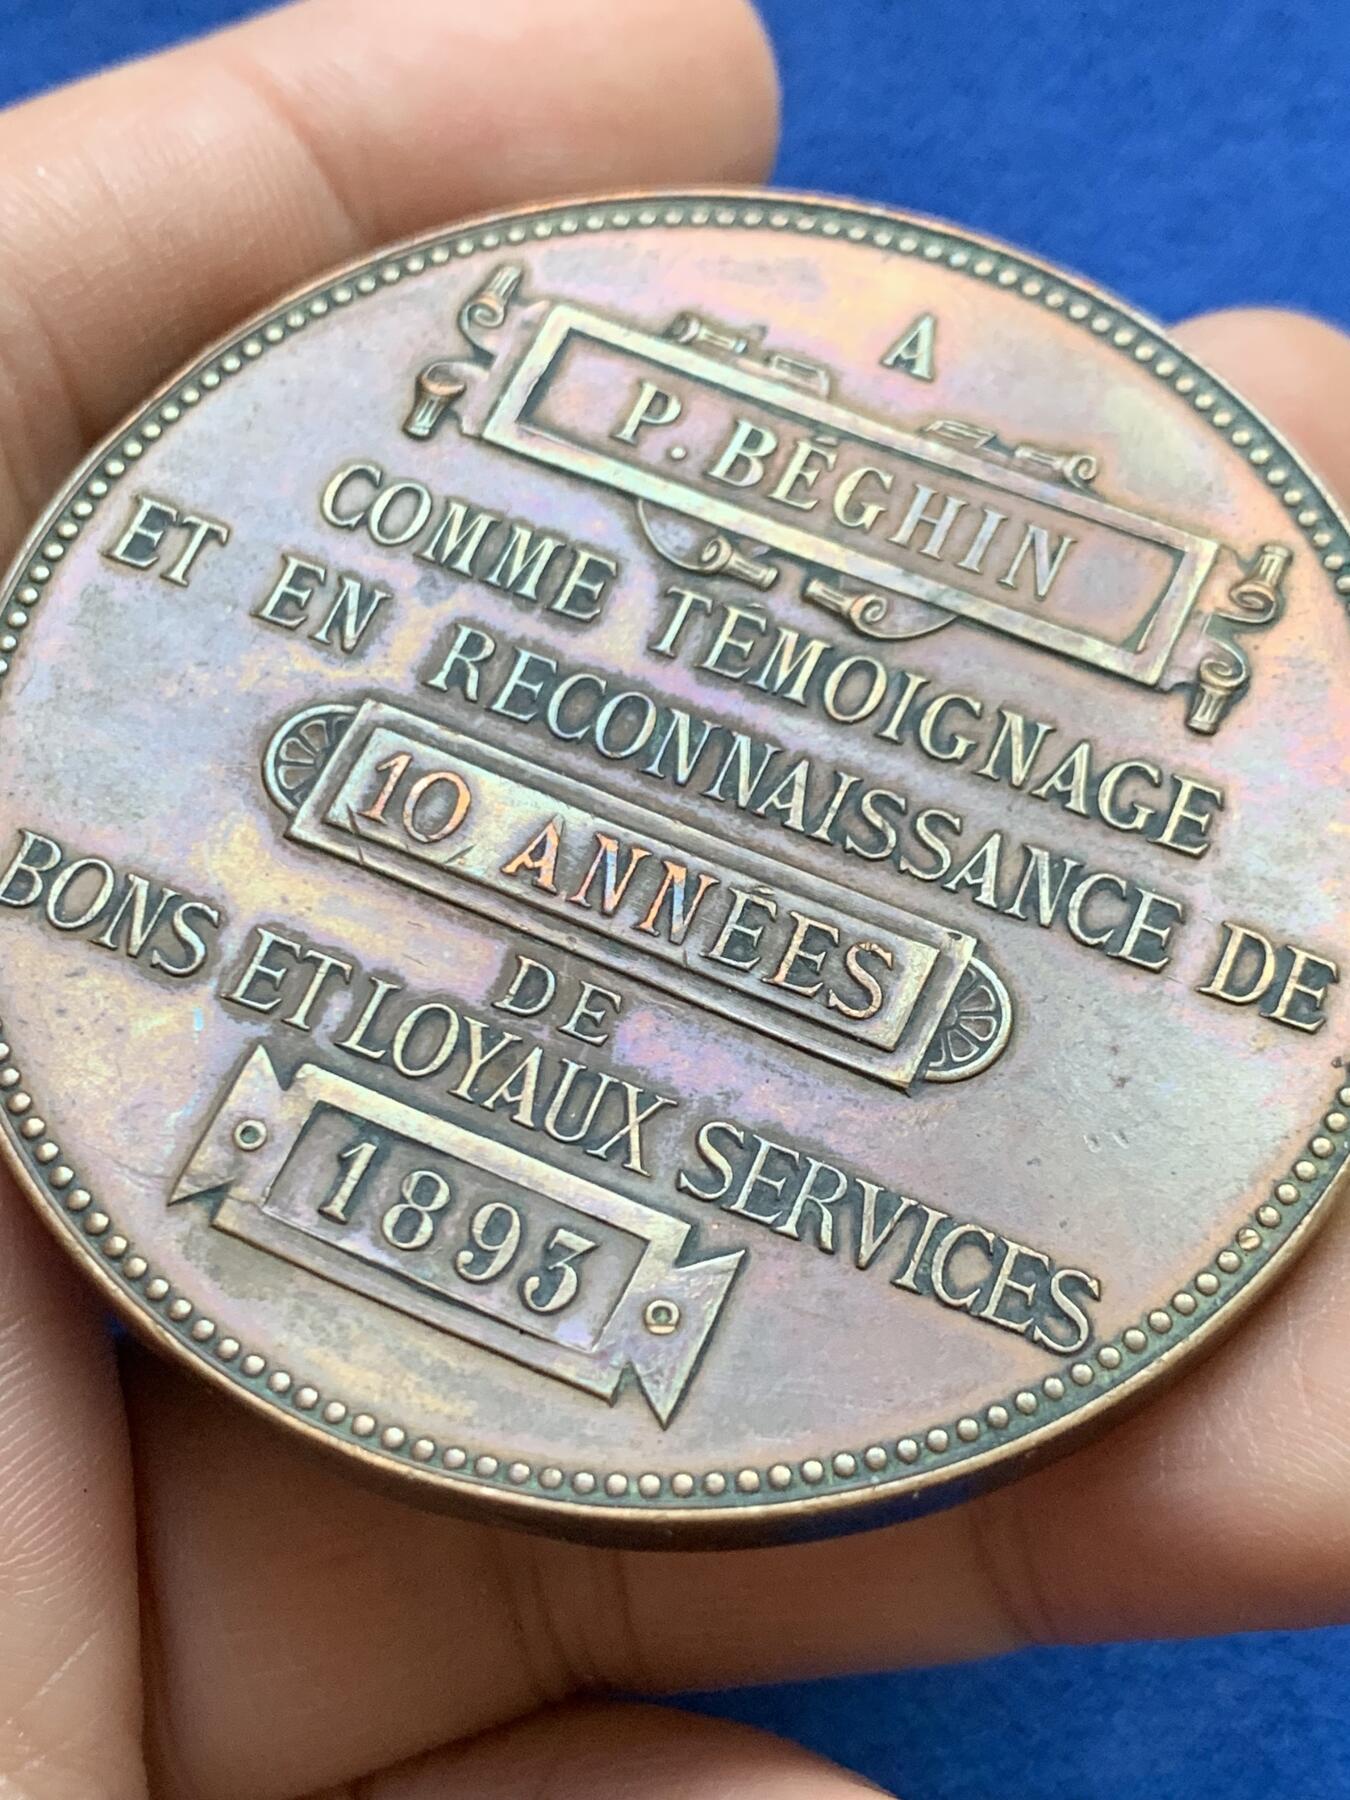 A
P. BÉGHIN
COMME TÉMOIGNAGE
ET EN RECONNAISSANCE DE
10 ANNÉES
DE
BONS ET LOYAUX SERVICES
1893